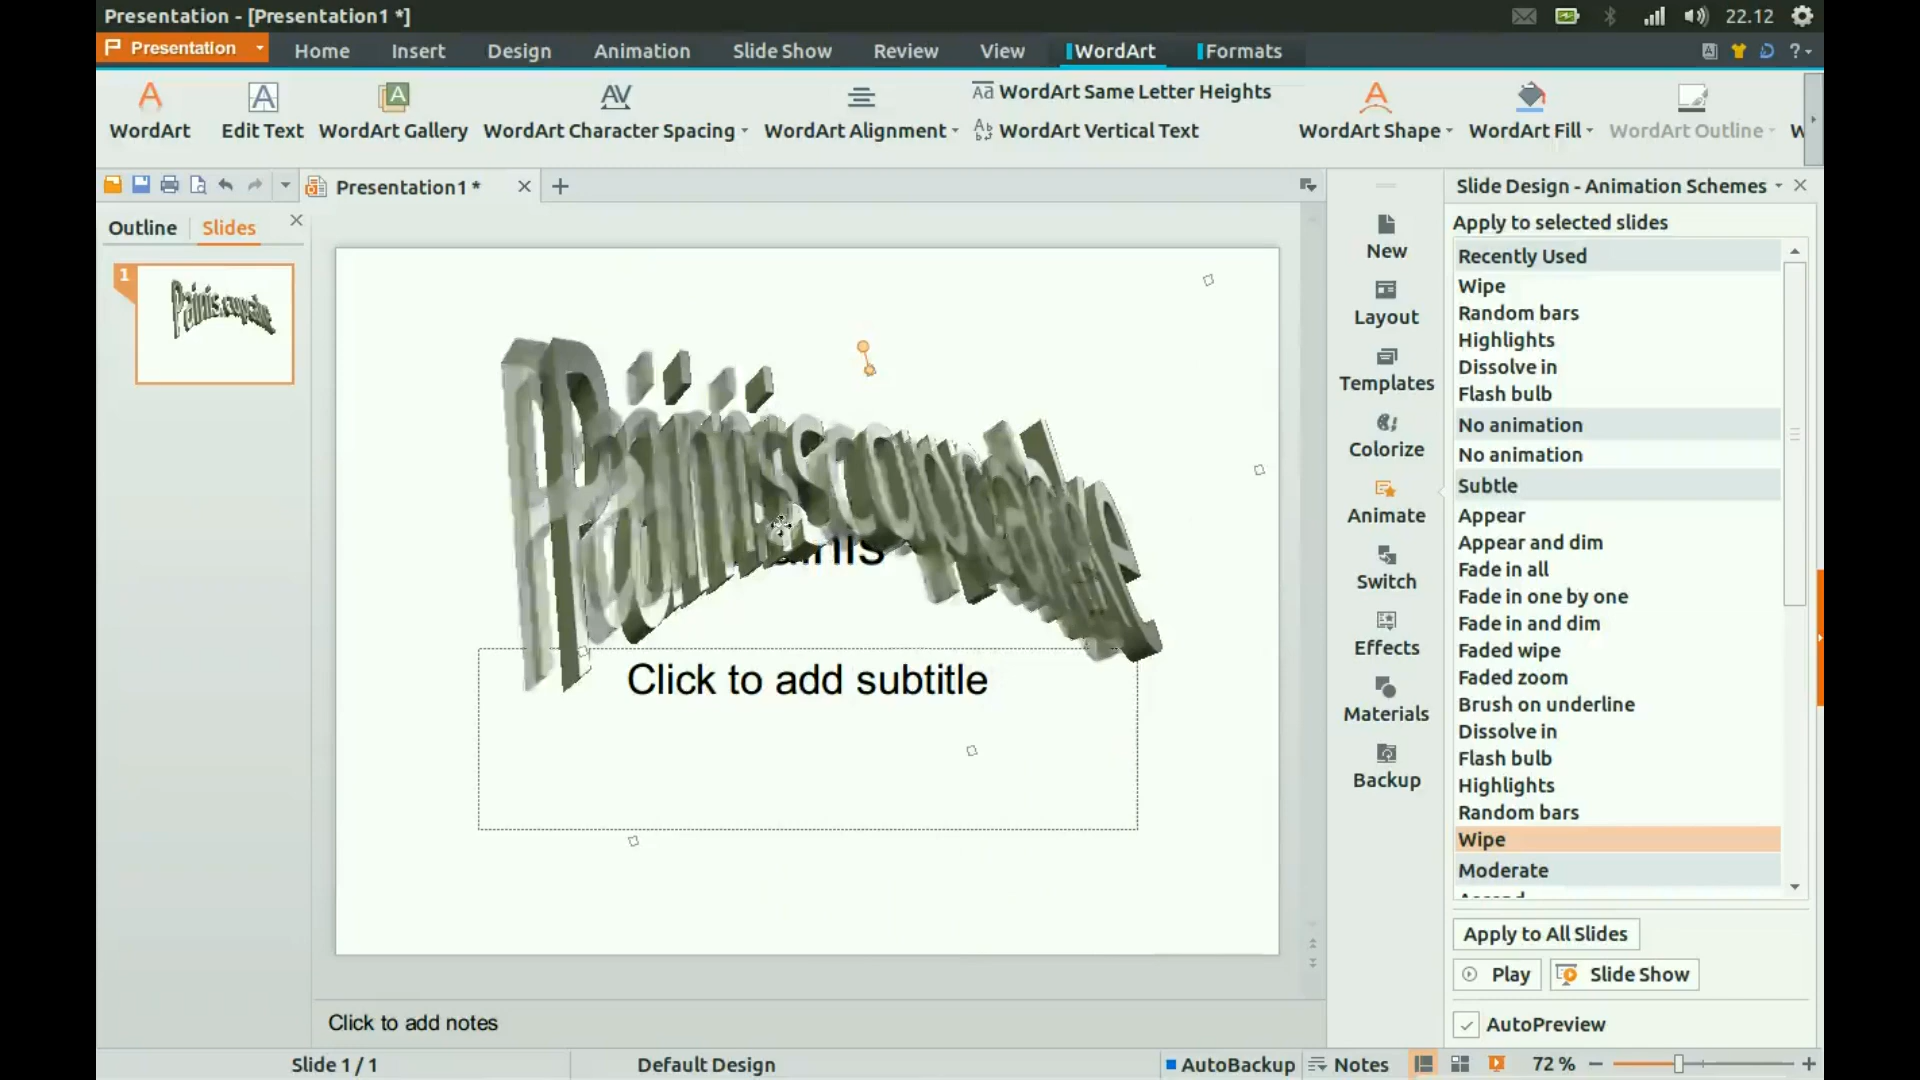 Presentation - [Presentation1 *]
22.12
Presentation Home Insert Design Animation Slide Show Review View WordArt Formats
WordArt Edit Text WordArt Gallery WordArt Character Spacing WordArt Alignment WordArt Same Letter Heights WordArt Vertical Text WordArt Shape WordArt Fill WordArt Outline
Presentation1 *
Outline Slides
1
Click to add subtitle
Click to add notes
New
Layout
Templates
Colorize
Animate
Switch
Effects
Materials
Backup
Slide Design - Animation Schemes
Apply to selected slides
Recently Used
Wipe
Random bars
Highlights
Dissolve in
Flash bulb
No animation
No animation
Subtle
Appear
Appear and dim
Fade in all
Fade in one by one
Fade in and dim
Faded wipe
Faded zoom
Brush on underline
Dissolve in
Flash bulb
Highlights
Random bars
Wipe
Moderate
Apply to All Slides
Play Slide Show
AutoPreview
Slide 1 / 1 Default Design AutoBackup Notes 72 %